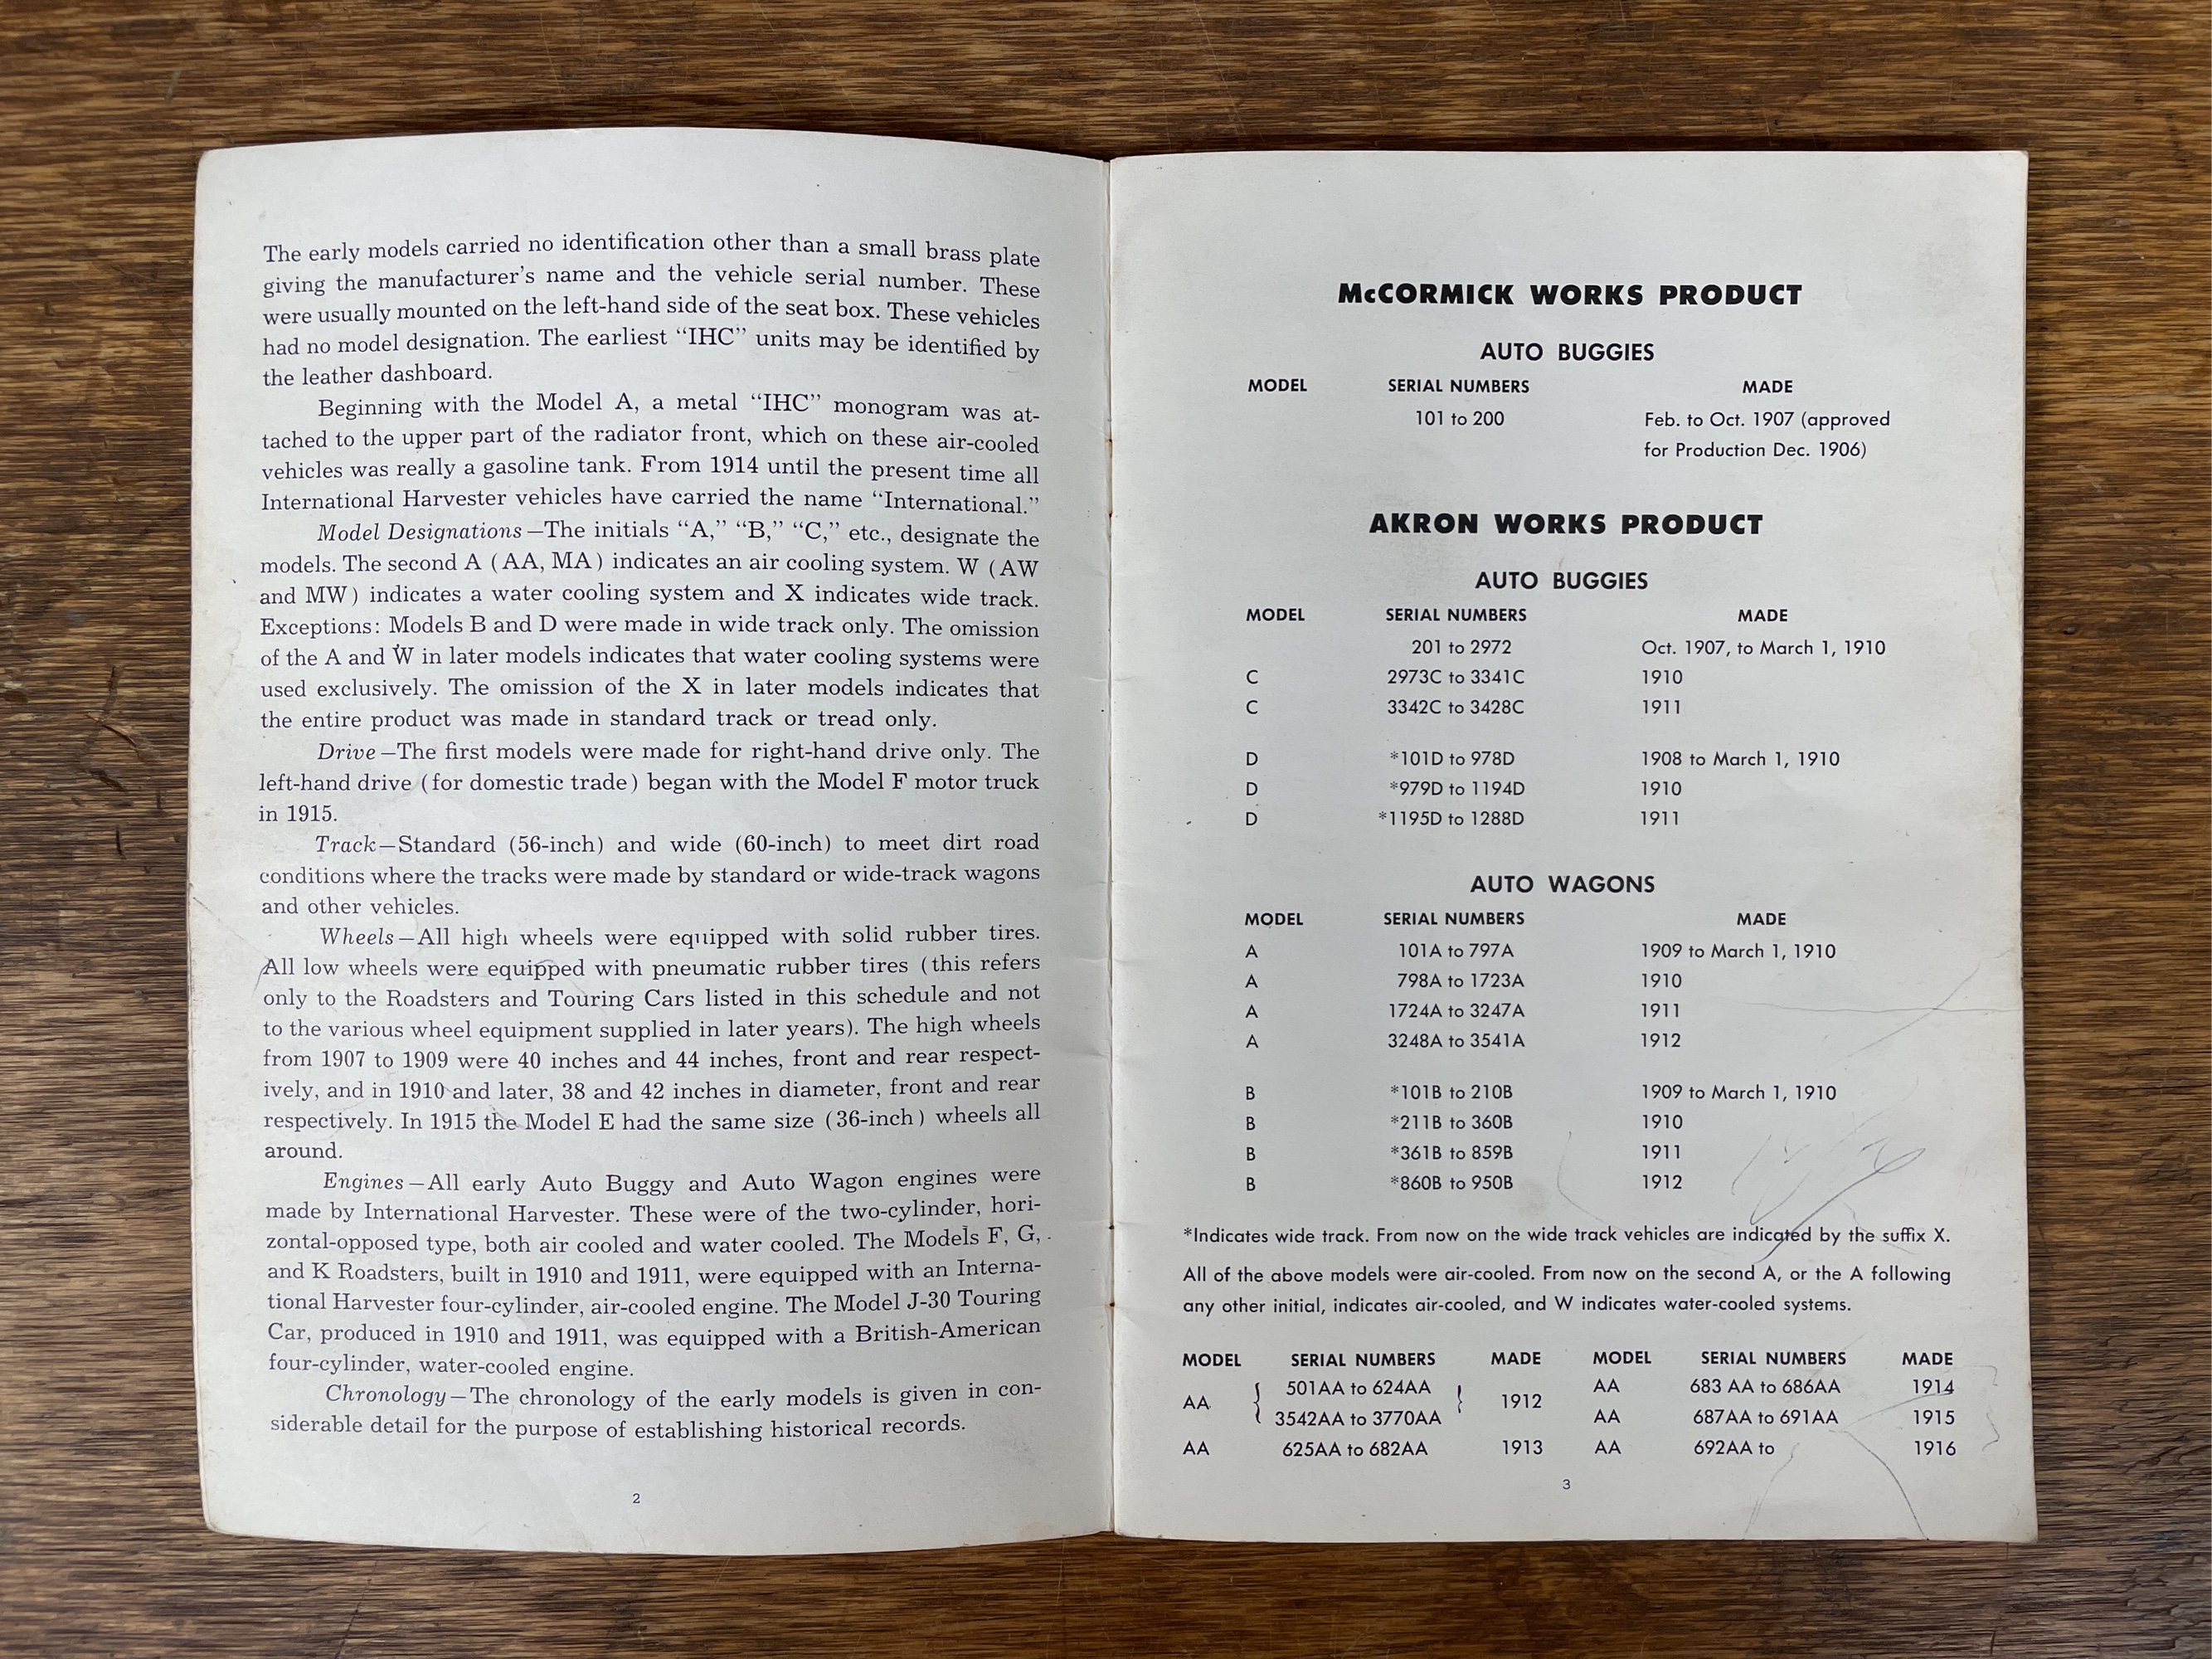 The early models carried no identification other than a small brass plate
giving the manufacturer's name and the vehicle serial number. These
were usually mounted on the left-hand side of the seat box. These vehicles
had no model designation. The earliest “IHC” units may be identified by
the leather dashboard.
Beginning with the Model A, a metal “IHC” monogram was at-
tached to the upper part of the radiator front, which on these air-cooled
vehicles was really a gasoline tank. From 1914 until the present time all
International Harvester vehicles have carried the name “International.”
Model Designations—The initials “A,” “B,” “C,” etc., designate the
models. The second A (AA, MA) indicates an air cooling system. W (AW
and MW) indicates a water cooling system and X indicates wide track.
Exceptions: Models B and D were made in wide track only. The omission
of the A and W in later models indicates that water cooling systems were
used exclusively. The omission of the X in later models indicates that
the entire product was made in standard track or tread only.
Drive—The first models were made for right-hand drive only. The
left-hand drive (for domestic trade) began with the Model F motor truck
in 1915.
Track—Standard (56-inch) and wide (60-inch) to meet dirt road
conditions where the tracks were made by standard or wide-track wagons
and other vehicles.
Wheels—All high wheels were equipped with solid rubber tires.
All low wheels were equipped with pneumatic rubber tires (this refers
only to the Roadsters and Touring Cars listed in this schedule and not
to the various wheel equipment supplied in later years). The high wheels
from 1907 to 1909 were 40 inches and 44 inches, front and rear respect-
ively, and in 1910 and later, 38 and 42 inches in diameter, front and rear
respectively. In 1915 the Model E had the same size (36-inch) wheels all
around.
Engines—All early Auto Buggy and Auto Wagon engines were
made by International Harvester. These were of the two-cylinder, hori-
zontal-opposed type, both air cooled and water cooled. The Models F, G,
and K Roadsters, built in 1910 and 1911, were equipped with an Interna-
tional Harvester four-cylinder, air-cooled engine. The Model J-30 Touring
Car, produced in 1910 and 1911, was equipped with a British-American
four-cylinder, water-cooled engine.
Chronology—The chronology of the early models is given in con-
siderable detail for the purpose of establishing historical records.
2
McCORMICK WORKS PRODUCT
AUTO BUGGIES
MODEL SERIAL NUMBERS MADE
101 to 200 Feb. to Oct. 1907 (approved
for Production Dec. 1906)
AKRON WORKS PRODUCT
AUTO BUGGIES
MODEL SERIAL NUMBERS MADE
201 to 2972 Oct. 1907, to March 1, 1910
C 2973C to 3341C 1910
C 3342C to 3428C 1911
D *101D to 978D 1908 to March 1, 1910
D *979D to 1194D 1910
D *1195D to 1288D 1911
AUTO WAGONS
MODEL SERIAL NUMBERS MADE
A 101A to 797A 1909 to March 1, 1910
A 798A to 1723A 1910
A 1724A to 3247A 1911
A 3248A to 3541A 1912
B *101B to 210B 1909 to March 1, 1910
B *211B to 360B 1910
B *361B to 859B 1911
B *860B to 950B 1912
*Indicates wide track. From now on the wide track vehicles are indicated by the suffix X.
All of the above models were air-cooled. From now on the second A, or the A following
any other initial, indicates air-cooled, and W indicates water-cooled systems.
MODEL SERIAL NUMBERS MADE MODEL SERIAL NUMBERS MADE
AA { 501AA to 624AA } 1912 AA 683 AA to 686AA 1914
3542AA to 3770AA AA 687AA to 691AA 1915
AA 625AA to 682AA 1913 AA 692AA to 1916
3